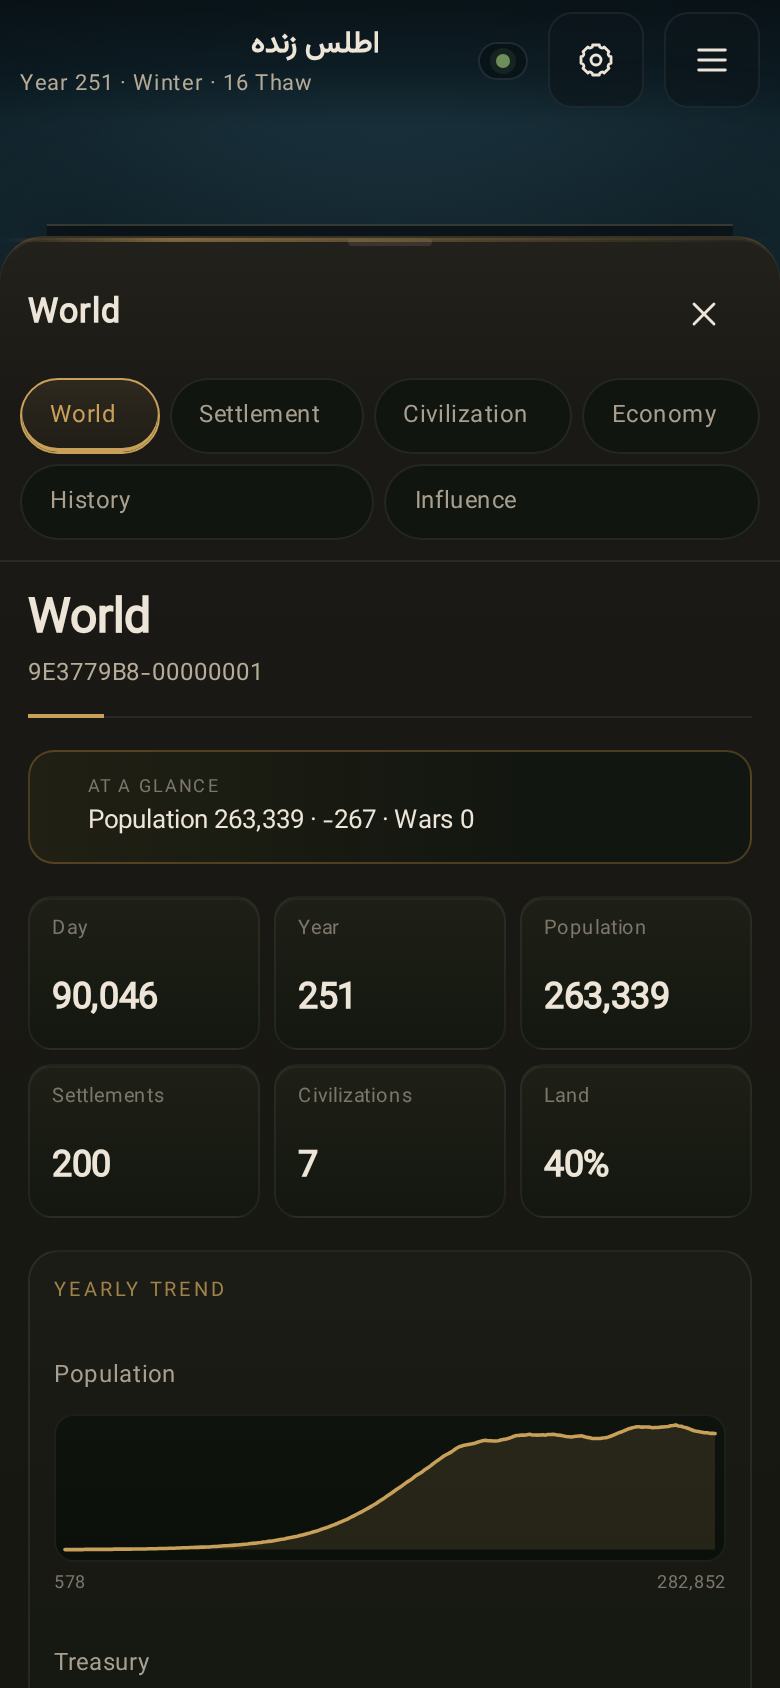 اطلس زنده
Year 251 · Winter · 16 Thaw
World
World
Settlement
Civilization
Economy
History
Influence
World
9E3779B8-00000001
AT A GLANCE
Population 263,339 · -267 · Wars 0
Day
Year
Population
90,046
251
263,339
Settlements
Civilizations
Land
200
7
40%
YEARLY TREND
Population
578
282,852
Treasury